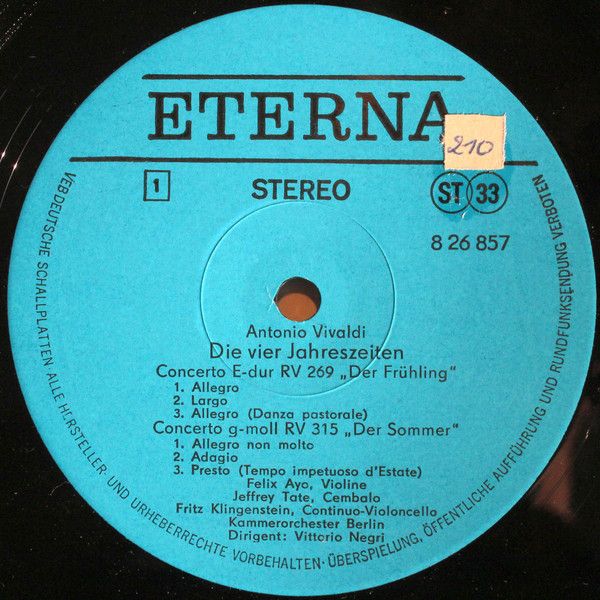 ETERNA
210
1
STEREO
ST 33
8 26 857
Antonio Vivaldi
Die vier Jahreszeiten
Concerto E-dur RV 269 „Der Frühling“
1. Allegro
2. Largo
3. Allegro (Danza pastorale)
Concerto g-moll RV 315 „Der Sommer“
1. Allegro non molto
2. Adagio
3. Presto (Tempo impetuoso d'Estate)
Felix Ayo, Violine
Jeffrey Tate, Cembalo
Fritz Klingenstein, Continuo-Violoncello
Kammerorchester Berlin
Dirigent: Vittorio Negri
VEB DEUTSCHE SCHALLPLATTEN ALLE HERSTELLER- UND URHEBERRECHTE VORBEHALTEN · ÜBERSPIELUNG, ÖFFENTLICHE AUFFÜHRUNG UND RUNDFUNKSENDUNG VERBOTEN